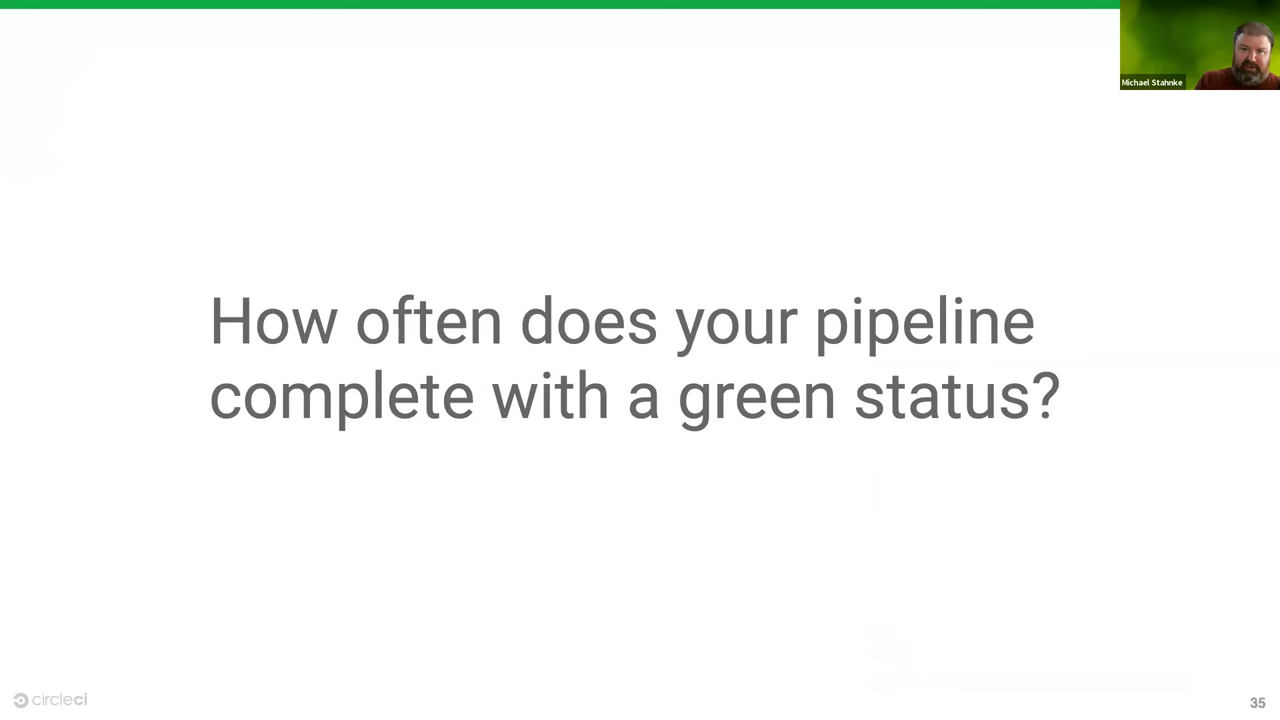 Michael Stahnke
How often does your pipeline
complete with a green status?
circleci
35